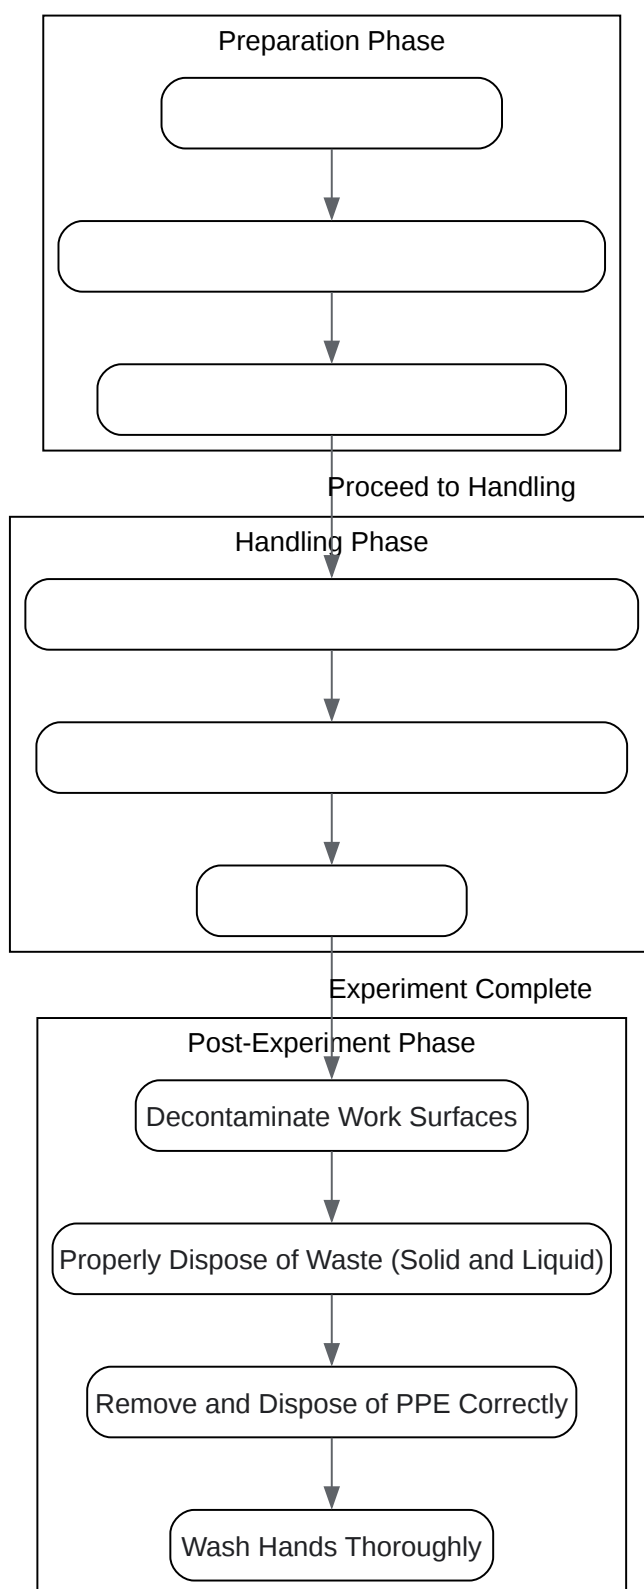 Preparation Phase
Proceed to Handling
Handling Phase
Experiment Complete
Post-Experiment Phase
Decontaminate Work Surfaces
Properly Dispose of Waste (Solid and Liquid)
Remove and Dispose of PPE Correctly
Wash Hands Thoroughly